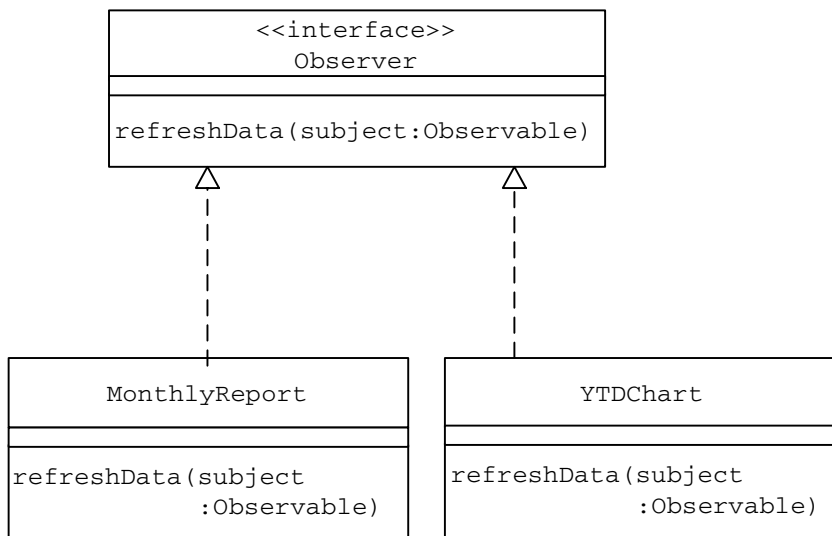 <<interface>>
Observer
refreshData(subject:Observable)
MonthlyReport
refreshData(subject
:Observable)
YTDChart
refreshData(subject
:Observable)